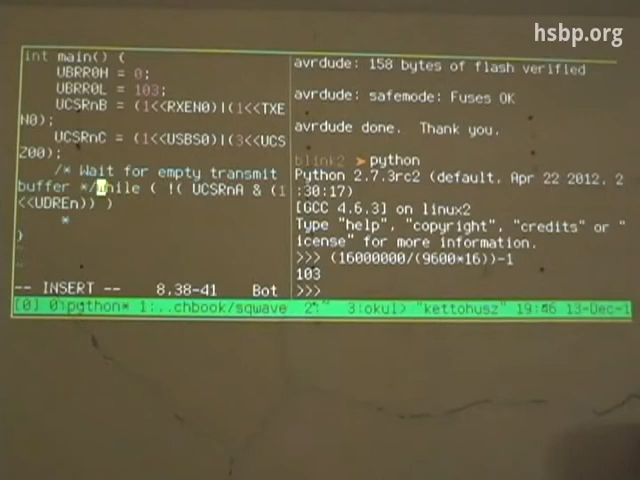 hsbp.org
int main() {
UBRR0H = 0;
UBRR0L = 103;
UCSRnB = (1<<RXEN0)|(1<<TXE
N0);
UCSRnC = (1<<USBS0)|(3<<UCS
Z00);
/* Wait for empty transmit
buffer */while ( !( UCSRnA & (1
<<UDREn)) )
*
}
-- INSERT -- 8,38-41 Bot
avrdude: 158 bytes of flash verified
avrdude: safemode: Fuses OK
avrdude done. Thank you.
blink2 ➤ python
Python 2.7.3rc2 (default, Apr 22 2012, 2
:30:17)
[GCC 4.6.3] on linux2
Type "help", "copyright", "credits" or "
icense" for more information.
>>> (16000000/(9600*16))-1
103
>>>
[0] 0:python* 1:..chbook/sqwave 3:okul> "kettohusz" 19:46 13-Dec-1